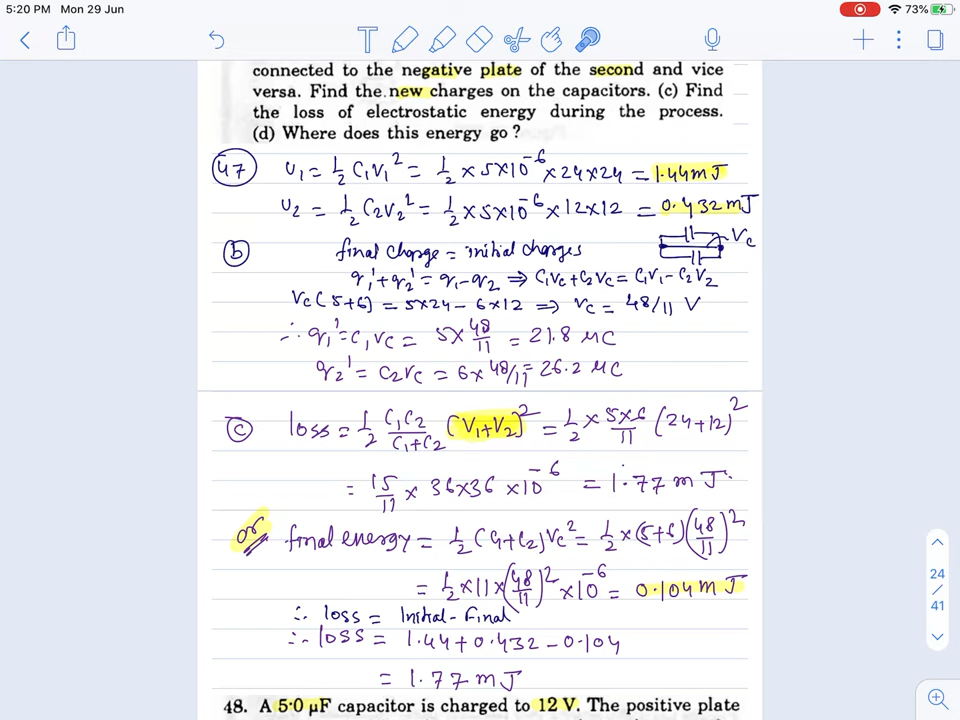 5:20 PM Mon 29 Jun
73%
connected to the negative plate of the second and vice
versa. Find the new charges on the capacitors. (c) Find
the loss of electrostatic energy during the process.
(d) Where does this energy go ?
47 U₁ = ½ C₁V₁² = ½ × 5×10⁻⁶ × 24×24 = 1.44 mJ
U₂ = ½ C₂V₂² = ½ × 5×10⁻⁶ × 12×12 = 0.432 mJ
Vc
b final charge = initial charges
q₁' + q₂' = q₁ - q₂ ⇒ C₁Vc + C₂Vc = C₁V₁ - C₂V₂
Vc(5+6) = 5×24 - 6×12 ⇒ Vc = 48/11 V
∴ q₁' = C₁Vc = 5 × 48/11 = 21.8 µC
q₂' = C₂Vc = 6 × 48/11 = 26.2 µC
c loss = ½ C₁C₂/(C₁+C₂) (V₁+V₂)² = ½ × 5×6/11 (24+12)²
= 15/11 × 36×36 × 10⁻⁶ = 1.77 mJ
or final energy = ½ (C₁+C₂)Vc² = ½ × (5+6)(48/11)²
= ½ × 11 × (48/11)² × 10⁻⁶ = 0.104 mJ
∴ loss = Initial - Final
∴ loss = 1.44 + 0.432 - 0.104
= 1.77 mJ
24
/
41
48. A 5·0 µF capacitor is charged to 12 V. The positive plate